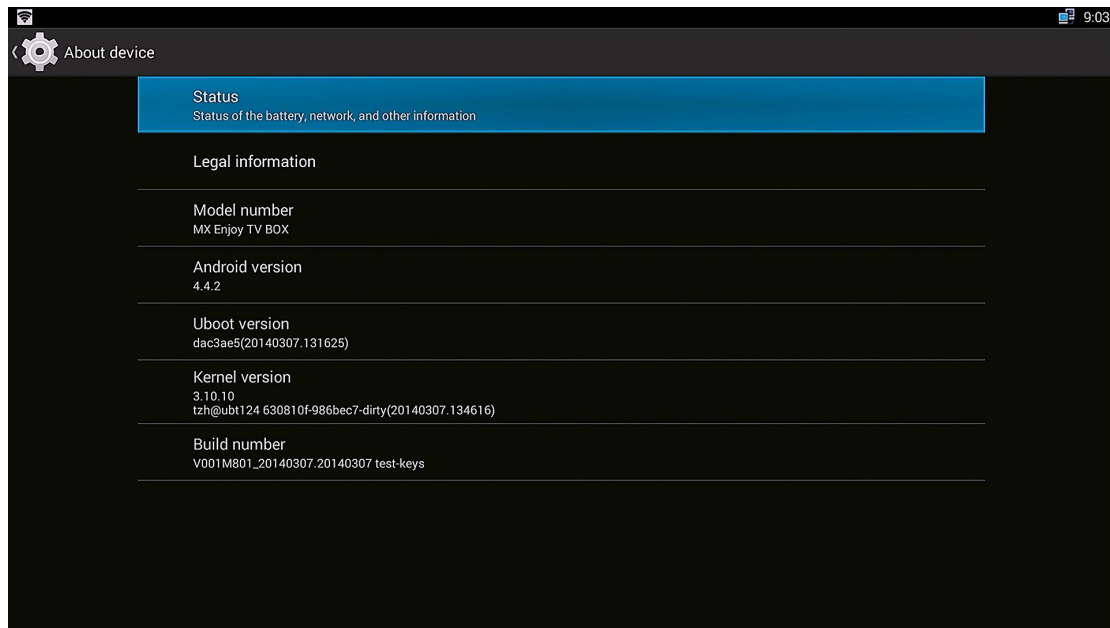 9:03
About device
Status
Status of the battery, network, and other information
Legal information
Model number
MX Enjoy TV BOX
Android version
4.4.2
Uboot version
dac3ae5(20140307.131625)
Kernel version
3.10.10
tzh@ubt124 630810f-986bec7-dirty(20140307.134616)
Build number
V001M801_20140307.20140307 test-keys